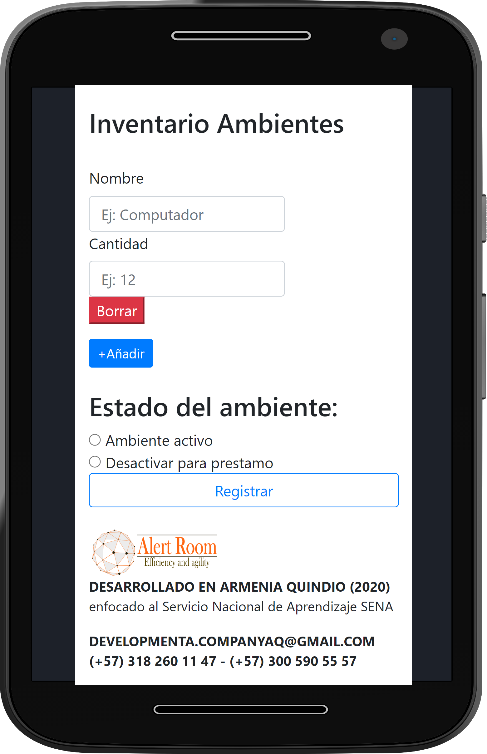 Inventario Ambientes
Nombre
Ej: Computador
Cantidad
Ej: 12
Borrar
+Añadir
Estado del ambiente:
Ambiente activo
Desactivar para prestamo
Registrar
Alert Room
Efficiency and agility
DESARROLLADO EN ARMENIA QUINDIO (2020)
enfocado al Servicio Nacional de Aprendizaje SENA
DEVELOPMENTA.COMPANYAQ@GMAIL.COM
(+57) 318 260 11 47 - (+57) 300 590 55 57